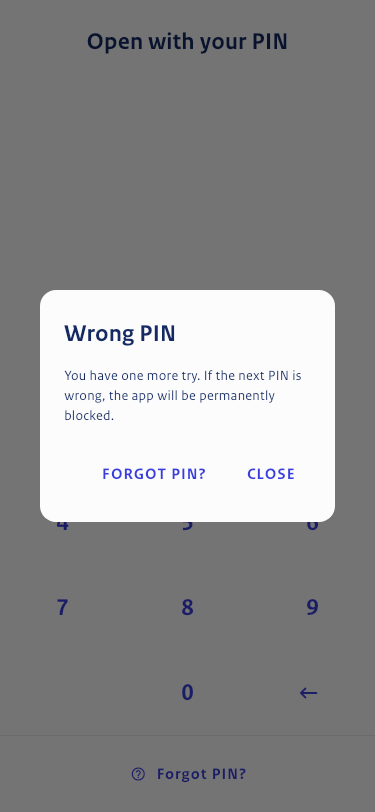 Open with your PIN
Wrong PIN
You have one more try. If the next PIN is
wrong, the app will be permanently
blocked.
FORGOT PIN? CLOSE
4 5 6
7 8 9
0 ←
Forgot PIN?